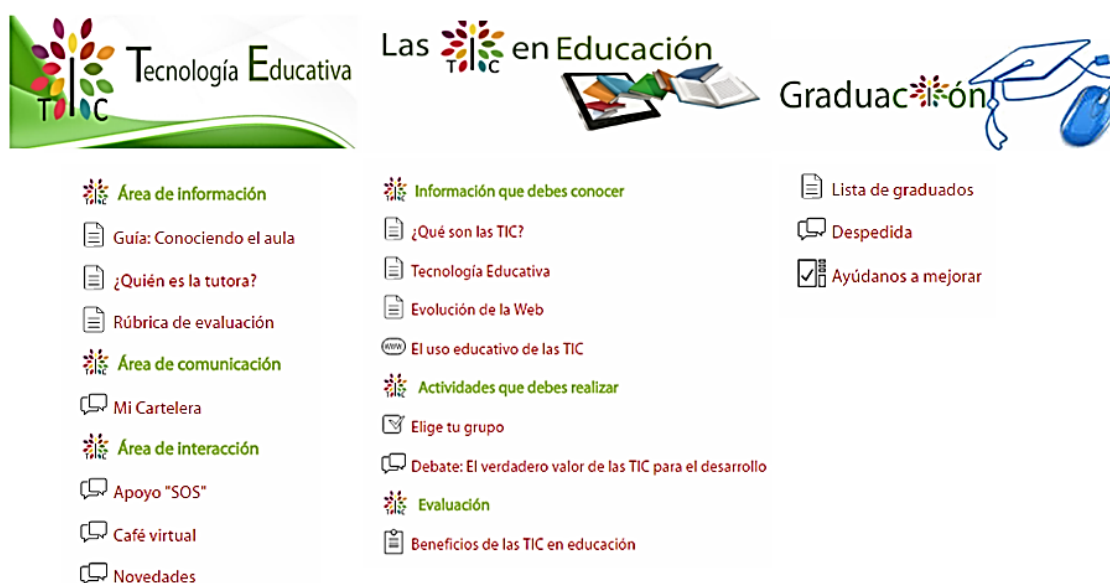 TIC Tecnología Educativa
Área de información
Guía: Conociendo el aula
¿Quién es la tutora?
Rúbrica de evaluación
Área de comunicación
Mi Cartelera
Área de interacción
Apoyo "SOS"
Café virtual
Novedades
Las TIC en Educación
Información que debes conocer
¿Qué son las TIC?
Tecnología Educativa
Evolución de la Web
www El uso educativo de las TIC
Actividades que debes realizar
Elige tu grupo
Debate: El verdadero valor de las TIC para el desarrollo
Evaluación
Beneficios de las TIC en educación
Graduación
Lista de graduados
Despedida
Ayúdanos a mejorar